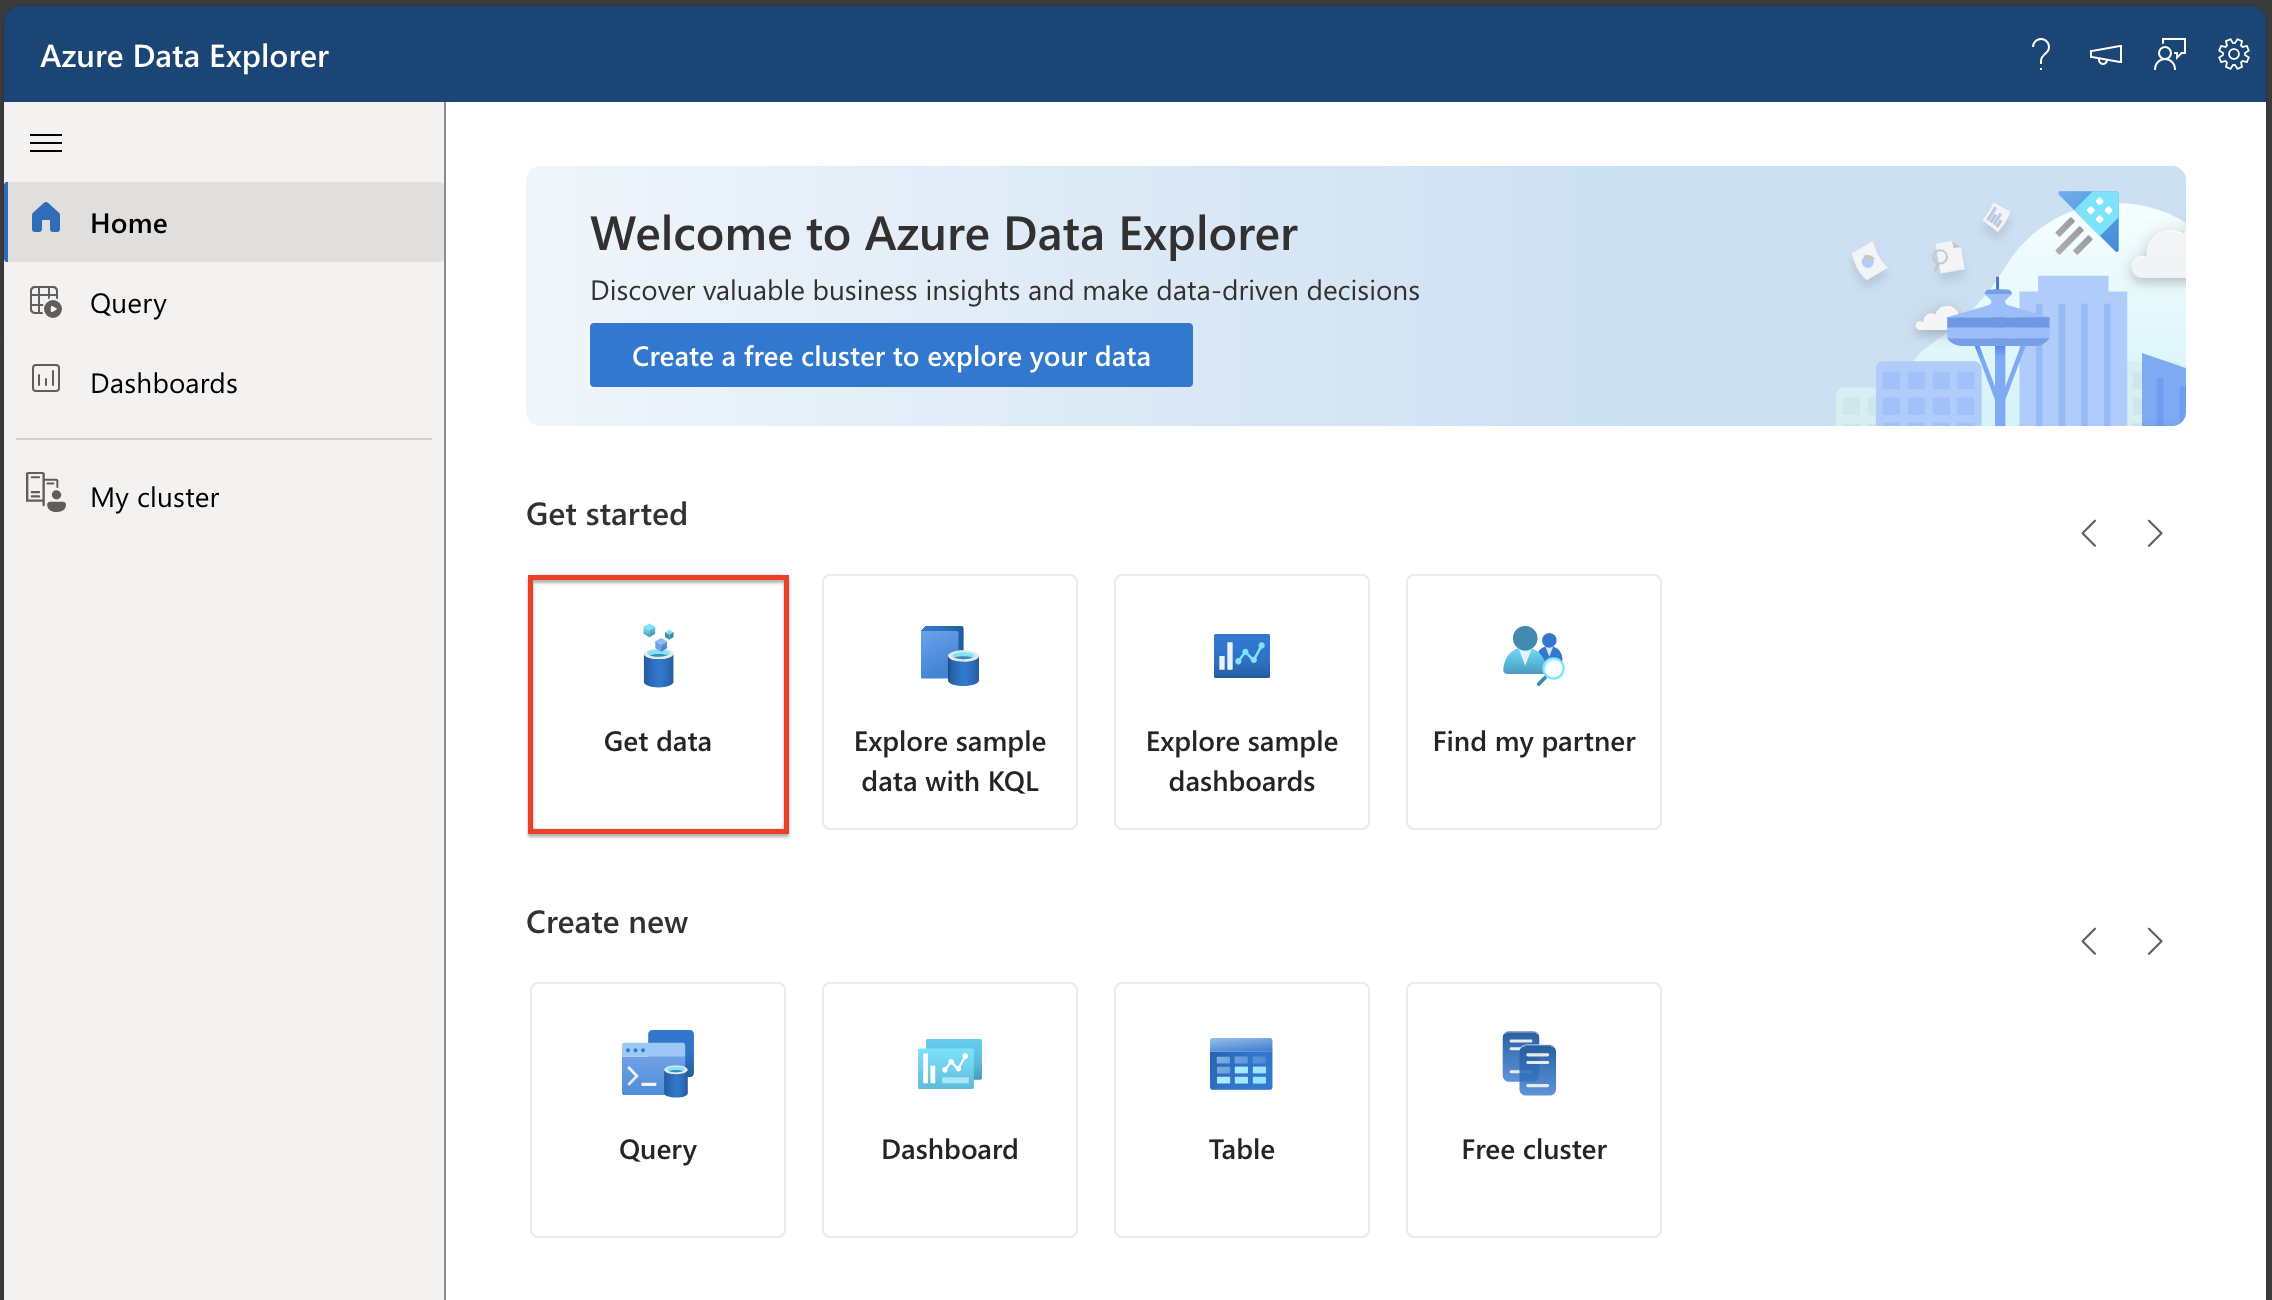 Azure Data Explorer
Home
Query
Dashboards
My cluster
Welcome to Azure Data Explorer
Discover valuable business insights and make data-driven decisions
Create a free cluster to explore your data
Get started
Get data
Explore sample
data with KQL
Explore sample
dashboards
Find my partner
Create new
Query
Dashboard
Table
Free cluster